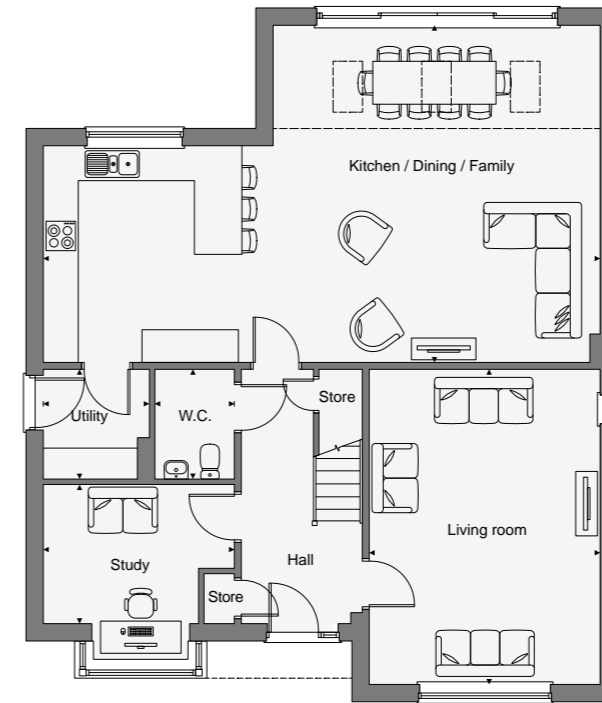 Kitchen / Dining / Family
Utility
W.C.
Store
Living room
Study
Hall
Store